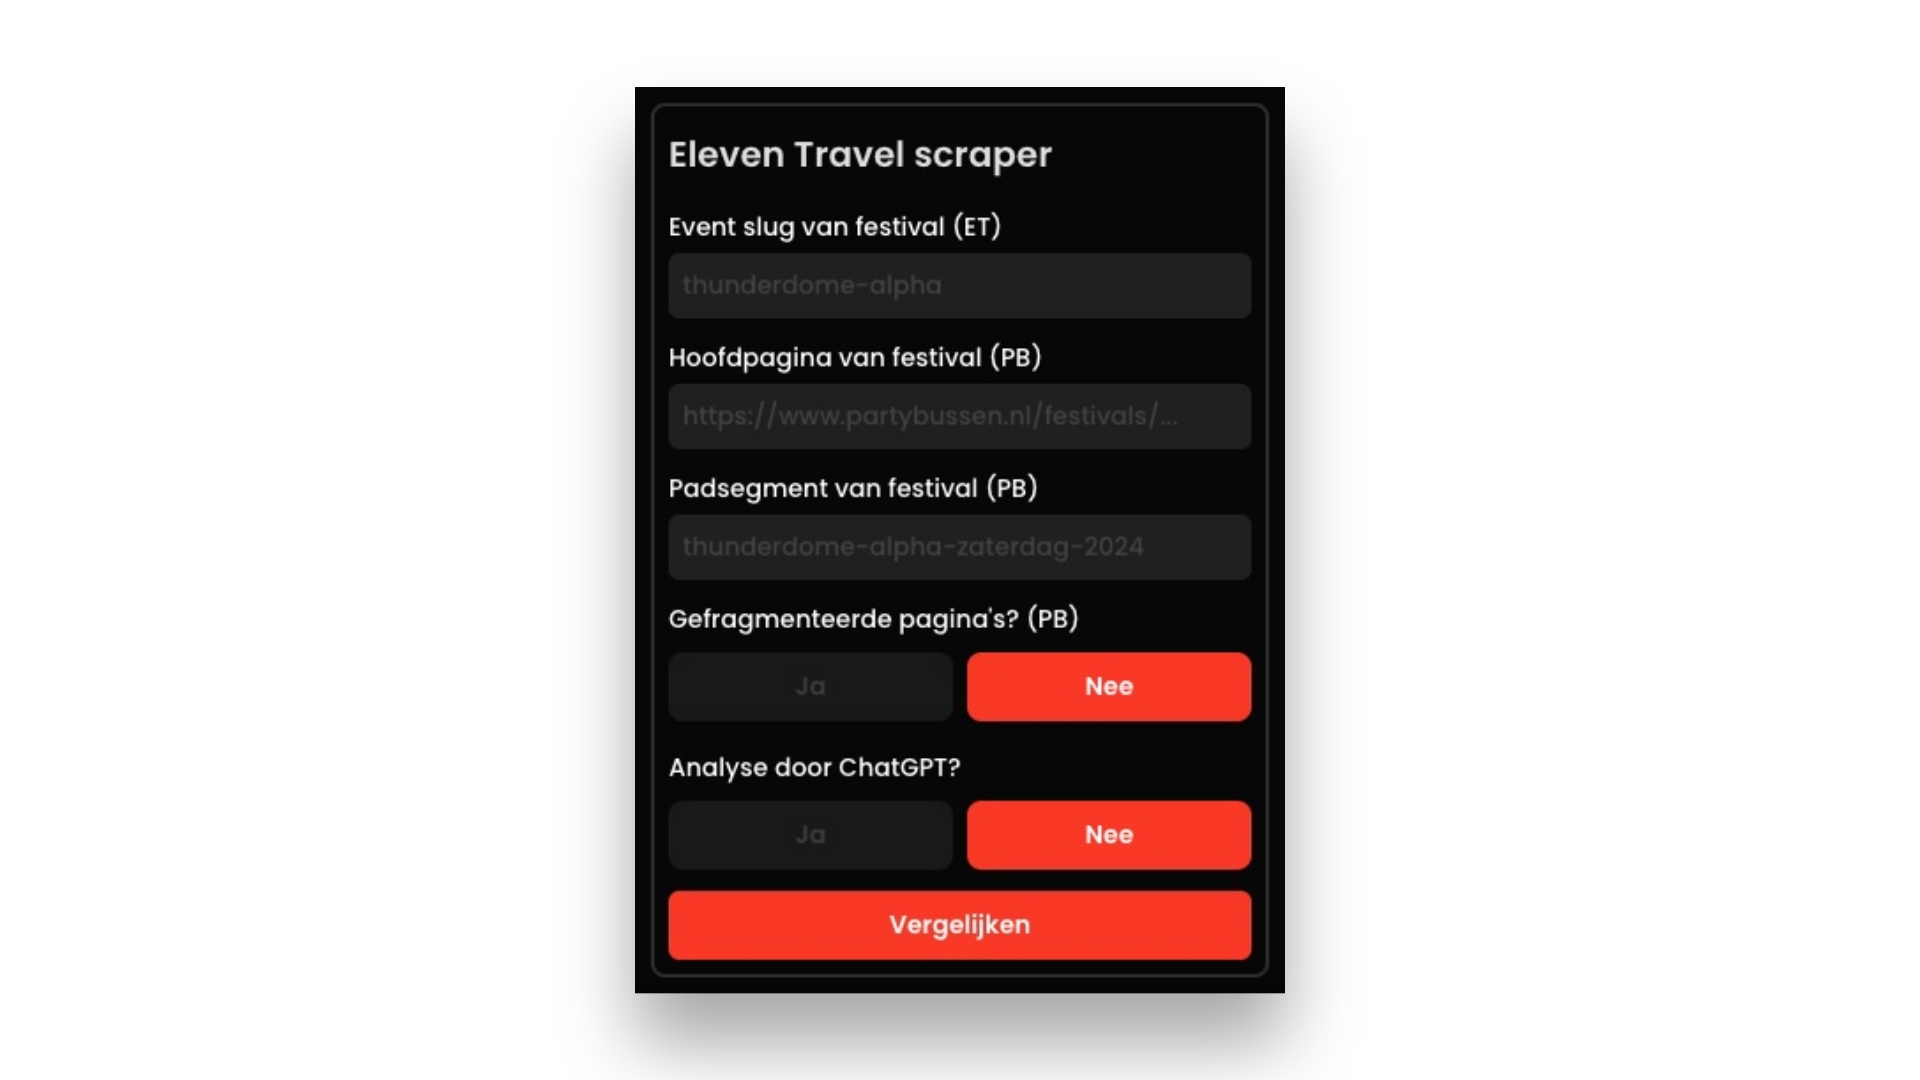 Eleven Travel scraper
Event slug van festival (ET)
thunderdome-alpha
Hoofdpagina van festival (PB)
https://www.partybussen.nl/festivals/...
Padsegment van festival (PB)
thunderdome-alpha-zaterdag-2024
Gefragmenteerde pagina's? (PB)
Ja Nee
Analyse door ChatGPT?
Ja Nee
Vergelijken